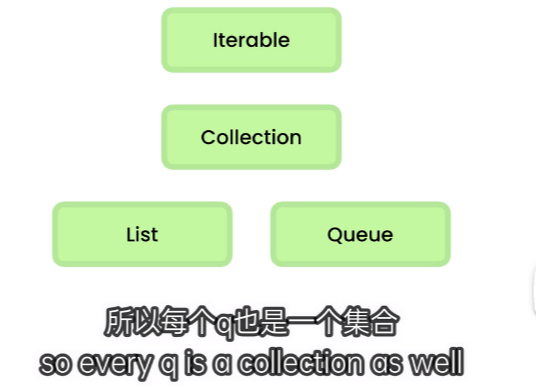 Iterable
Collection
List Queue
所以每个q也是一个集合
so every q is a collection as well